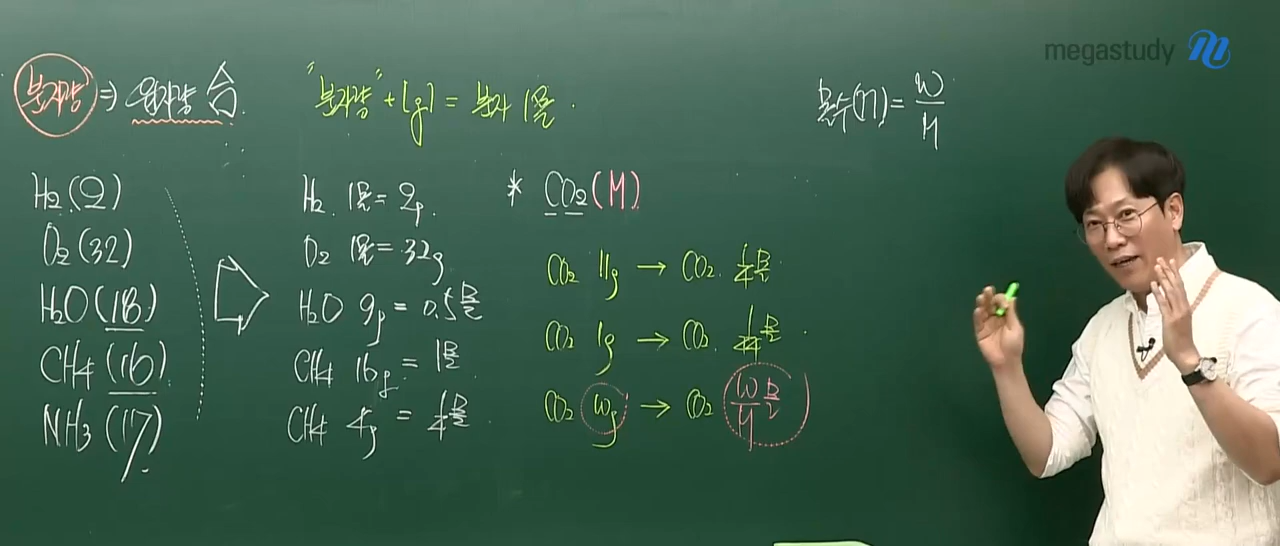 megastudy
분자량 ⇒ 원자량 合
"분자량" + [g] = 분자 1몰.
몰수(n) = W/M
H₂(2)
O₂(32)
H₂O(18)
CH₄(16)
NH₃(17)
H₂ 1몰 = 2g.
O₂ 1몰 = 32g
H₂O 9g = 0.5몰
CH₄ 16g = 1몰
CH₄ 4g = 1/4몰
* CO₂(M)
CO₂ 11g → CO₂ 1/4몰
CO₂ 1g → CO₂ 1/44몰
CO₂ Wg → CO₂ W/M몰